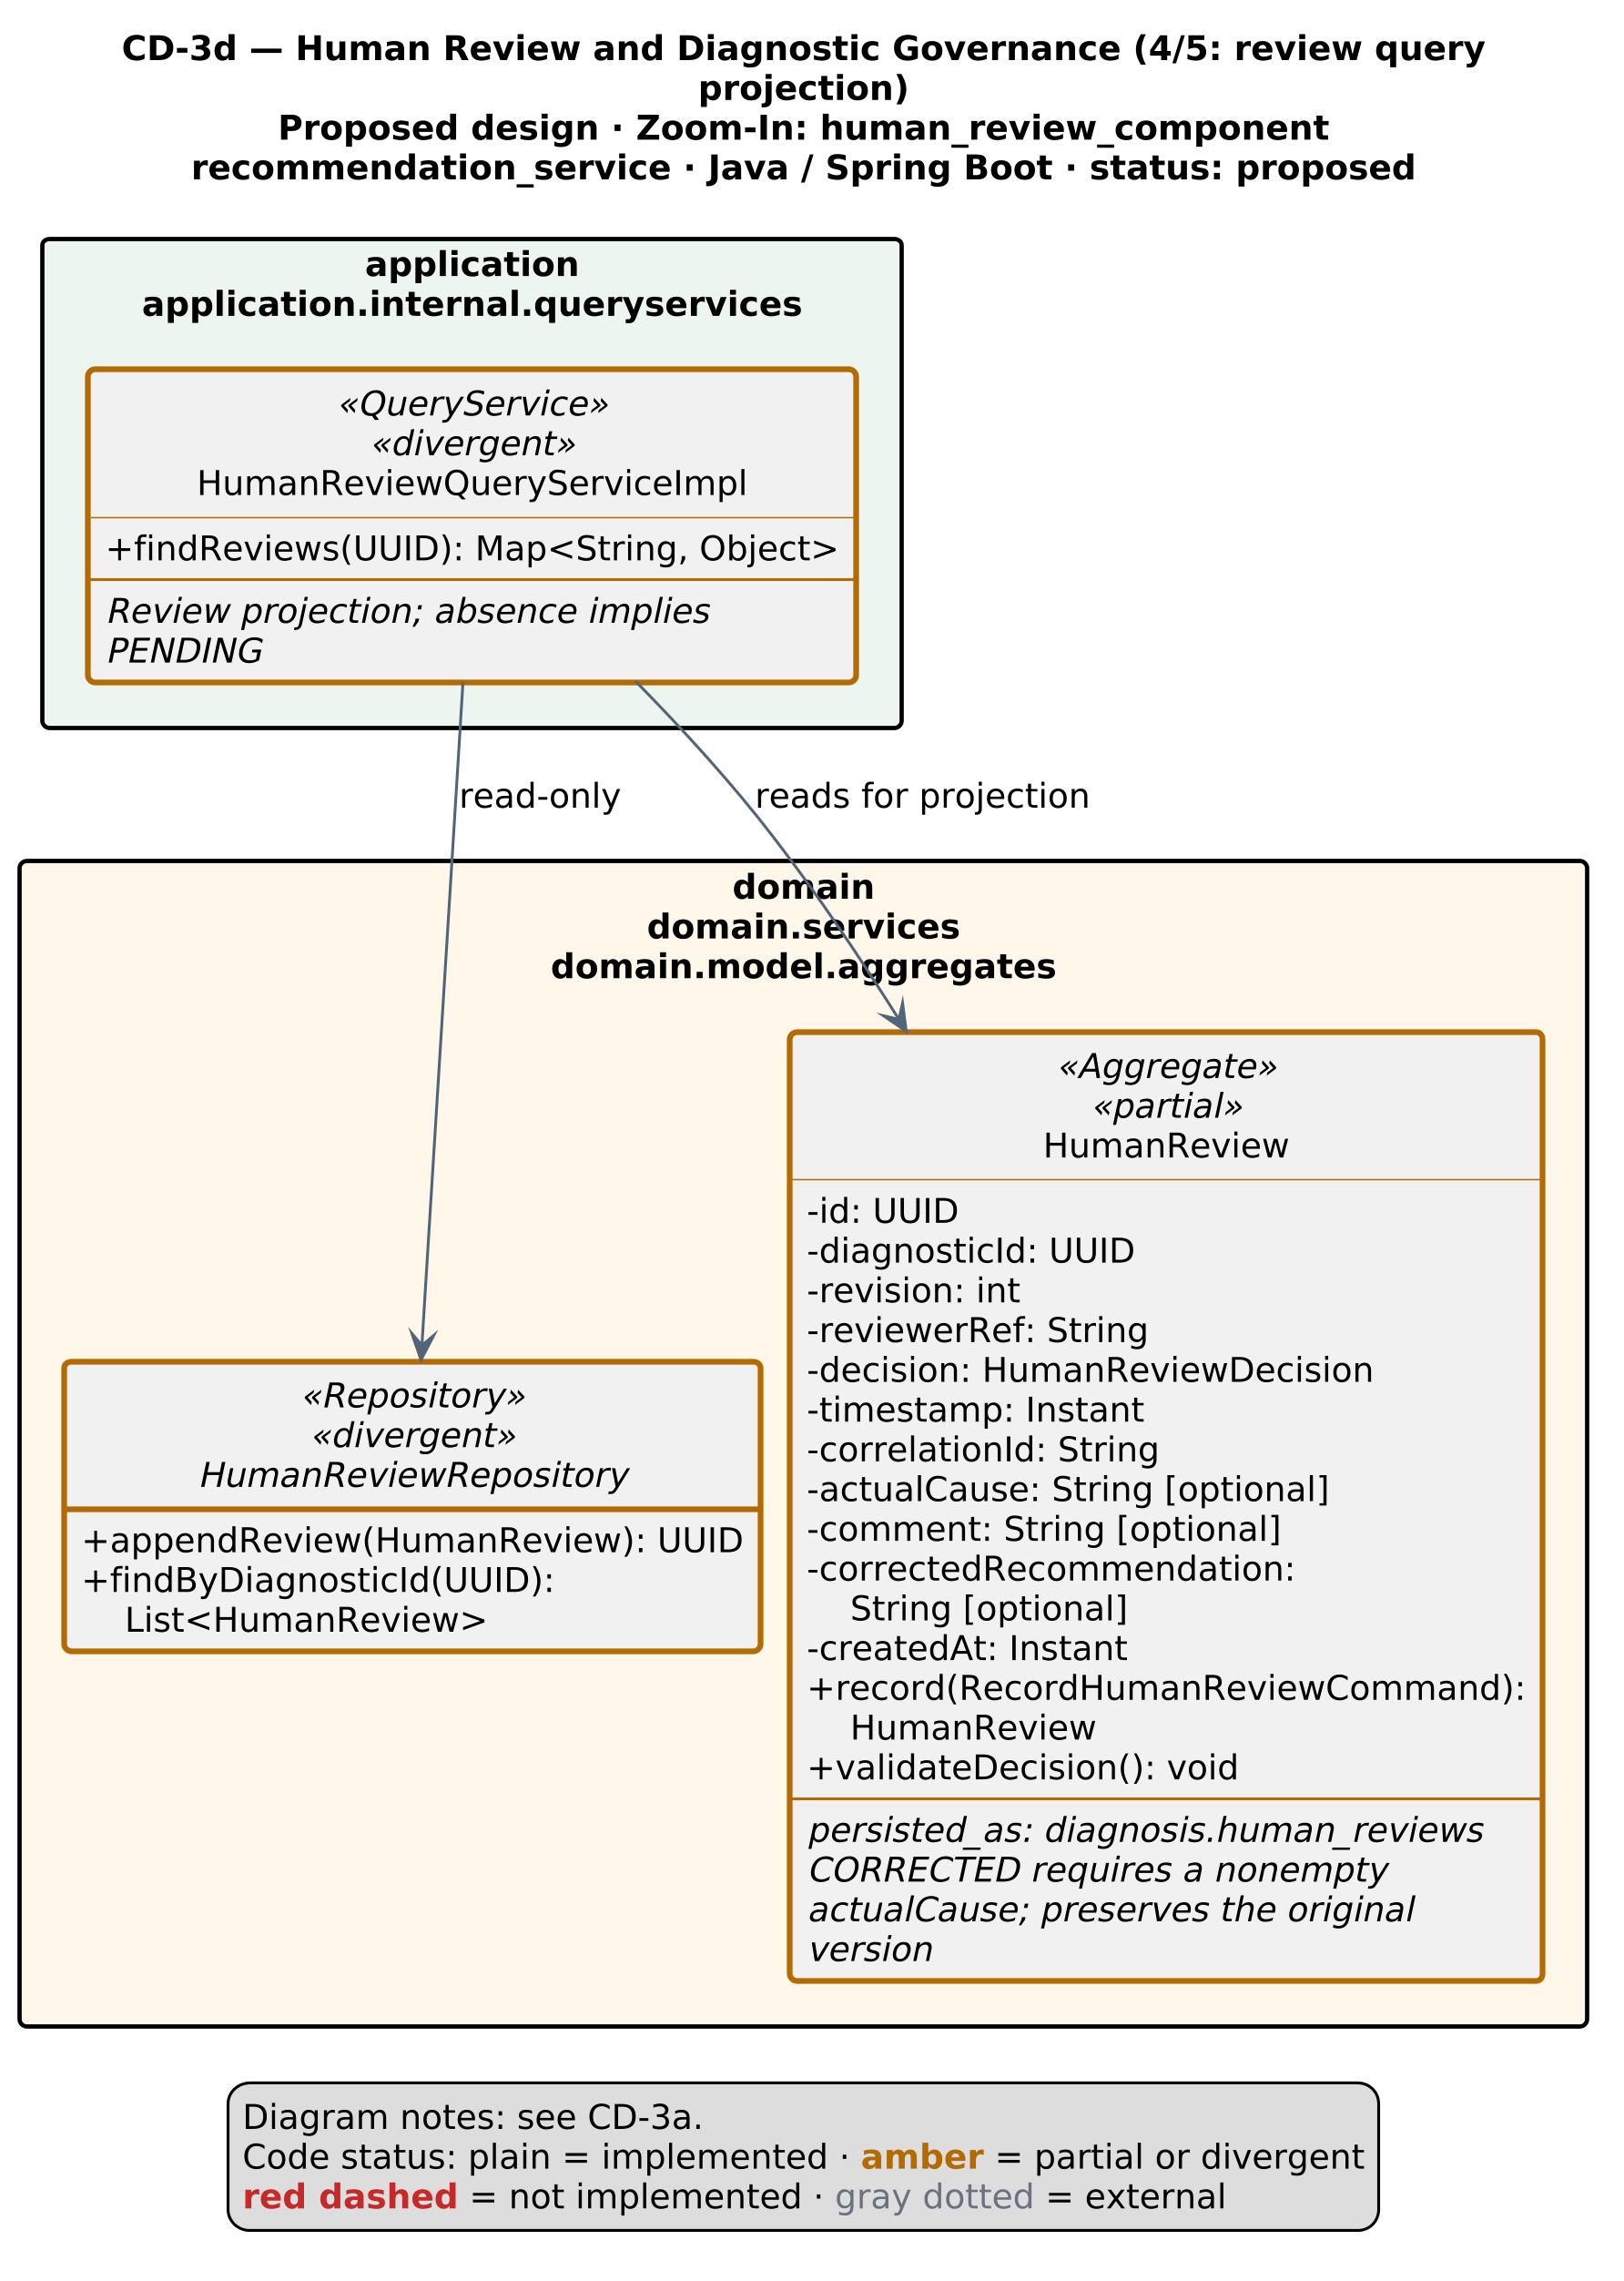 CD-3d — Human Review and Diagnostic Governance (4/5: review query
projection)
Proposed design · Zoom-In: human_review_component
recommendation_service · Java / Spring Boot · status: proposed
application
application.internal.queryservices
«QueryService»
«divergent»
HumanReviewQueryServiceImpl
+findReviews(UUID): Map<String, Object>
Review projection; absence implies
PENDING
read-only
reads for projection
domain
domain.services
domain.model.aggregates
«Aggregate»
«partial»
HumanReview
-id: UUID
-diagnosticId: UUID
-revision: int
-reviewerRef: String
-decision: HumanReviewDecision
-timestamp: Instant
-correlationId: String
-actualCause: String [optional]
-comment: String [optional]
-correctedRecommendation:
String [optional]
-createdAt: Instant
+record(RecordHumanReviewCommand):
HumanReview
+validateDecision(): void
persisted_as: diagnosis.human_reviews
CORRECTED requires a nonempty
actualCause; preserves the original
version
«Repository»
«divergent»
HumanReviewRepository
+appendReview(HumanReview): UUID
+findByDiagnosticId(UUID):
List<HumanReview>
Diagram notes: see CD-3a.
Code status: plain = implemented · amber = partial or divergent
red dashed = not implemented · gray dotted = external